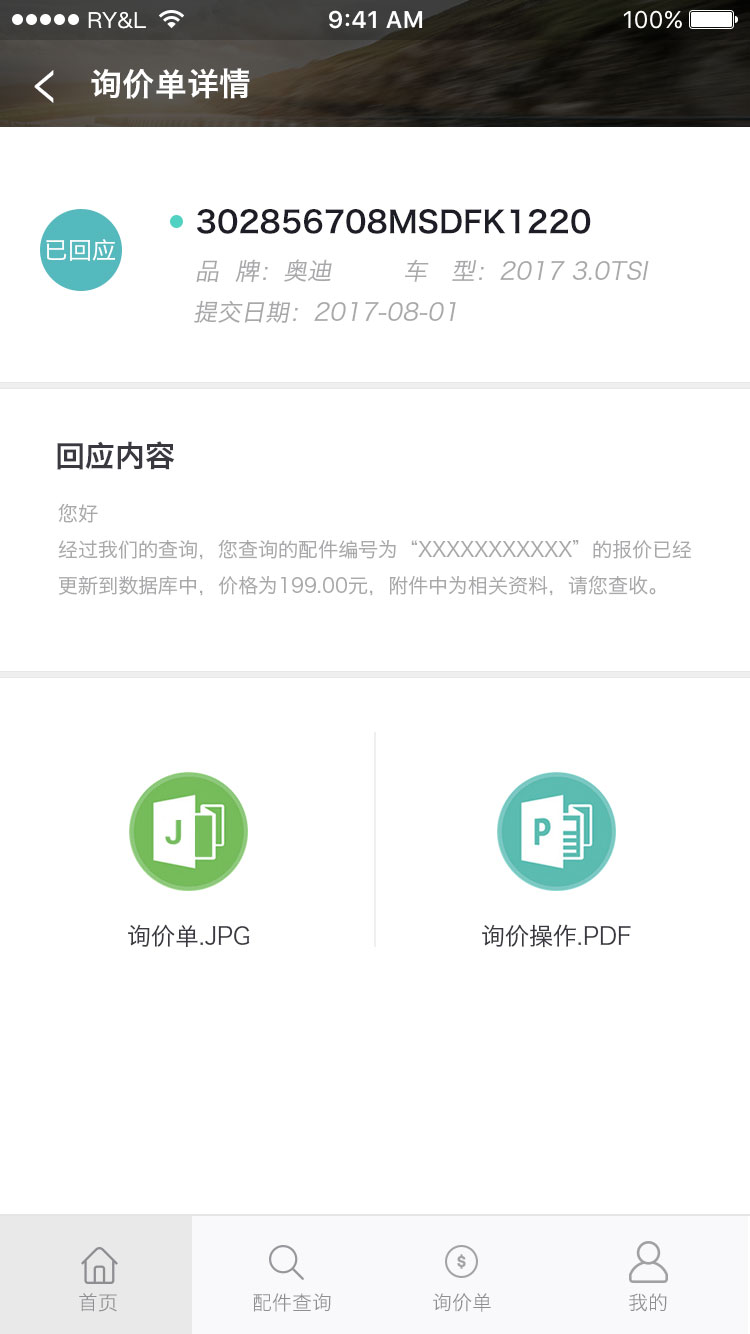 RY&L 9:41 AM 100%
询价单详情
已回应
302856708MSDFK1220
品 牌：奥迪 车 型：2017 3.0TSI
提交日期：2017-08-01
回应内容
您好
经过我们的查询，您查询的配件编号为“XXXXXXXXXXX”的报价已经
更新到数据库中，价格为199.00元，附件中为相关资料，请您查收。
J P
询价单.JPG 询价操作.PDF
$
首页 配件查询 询价单 我的